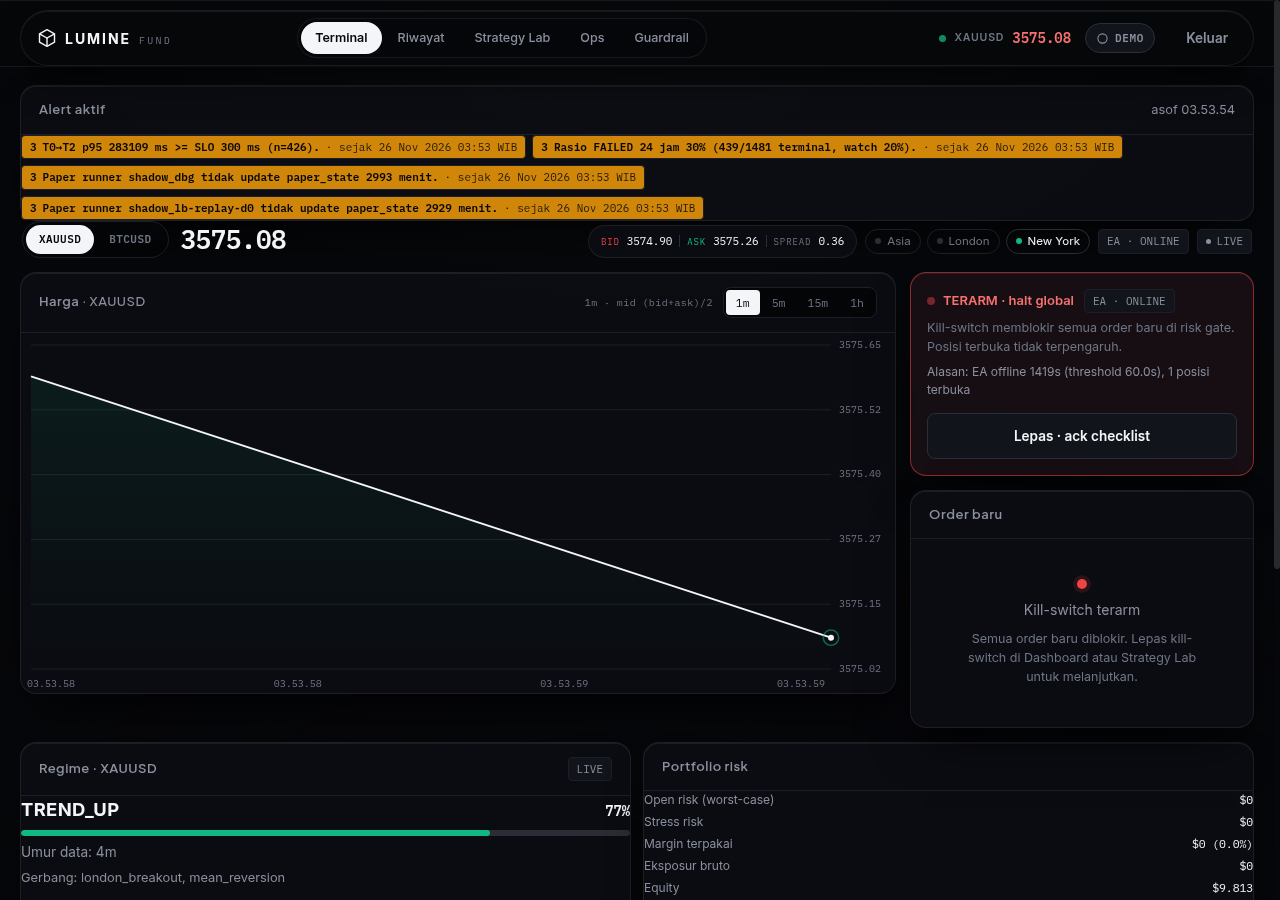 LUMINE FUND
Terminal Riwayat Strategy Lab Ops Guardrail
XAUUSD 3575.08 DEMO Keluar
Alert aktif asof 03.53.54
3 T0→T2 p95 283109 ms >= SLO 300 ms (n=426). · sejak 26 Nov 2026 03:53 WIB 3 Rasio FAILED 24 jam 30% (439/1481 terminal, watch 20%). · sejak 26 Nov 2026 03:53 WIB
3 Paper runner shadow_dbg tidak update paper_state 2993 menit. · sejak 26 Nov 2026 03:53 WIB
3 Paper runner shadow_lb-replay-d0 tidak update paper_state 2929 menit. · sejak 26 Nov 2026 03:53 WIB
XAUUSD BTCUSD 3575.08 BID 3574.90 ASK 3575.26 SPREAD 0.36 Asia London New York EA · ONLINE LIVE
Harga · XAUUSD 1m · mid (bid+ask)/2 1m 5m 15m 1h
3575.65
3575.52
3575.40
3575.27
3575.15
3575.02
03.53.58 03.53.58 03.53.59 03.53.59
TERARM · halt global EA · ONLINE
Kill-switch memblokir semua order baru di risk gate.
Posisi terbuka tidak terpengaruh.
Alasan: EA offline 1419s (threshold 60.0s), 1 posisi
terbuka
Lepas · ack checklist
Order baru
Kill-switch terarm
Semua order baru diblokir. Lepas kill-
switch di Dashboard atau Strategy Lab
untuk melanjutkan.
Regime · XAUUSD LIVE
TREND_UP 77%
Umur data: 4m
Gerbang: london_breakout, mean_reversion
Portfolio risk
Open risk (worst-case) $0
Stress risk $0
Margin terpakai $0 (0.0%)
Eksposur bruto $0
Equity $9.813